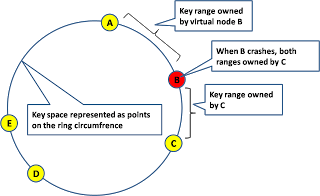 A
Key range owned
by virtual node B
B
When B crashes, both
ranges owned by C
Key range owned
by C
Key space represented as points
on the ring circumfrence
E
C
D